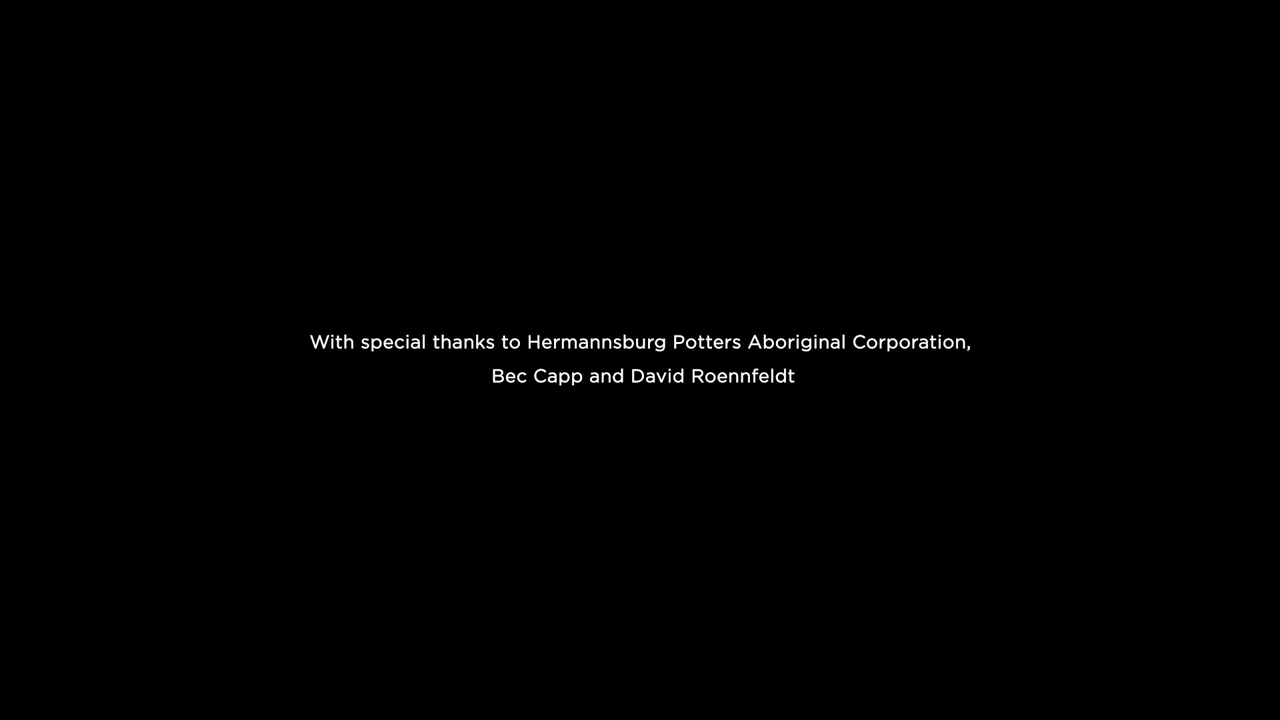 With special thanks to Hermannsburg Potters Aboriginal Corporation,
Bec Capp and David Roennfeldt